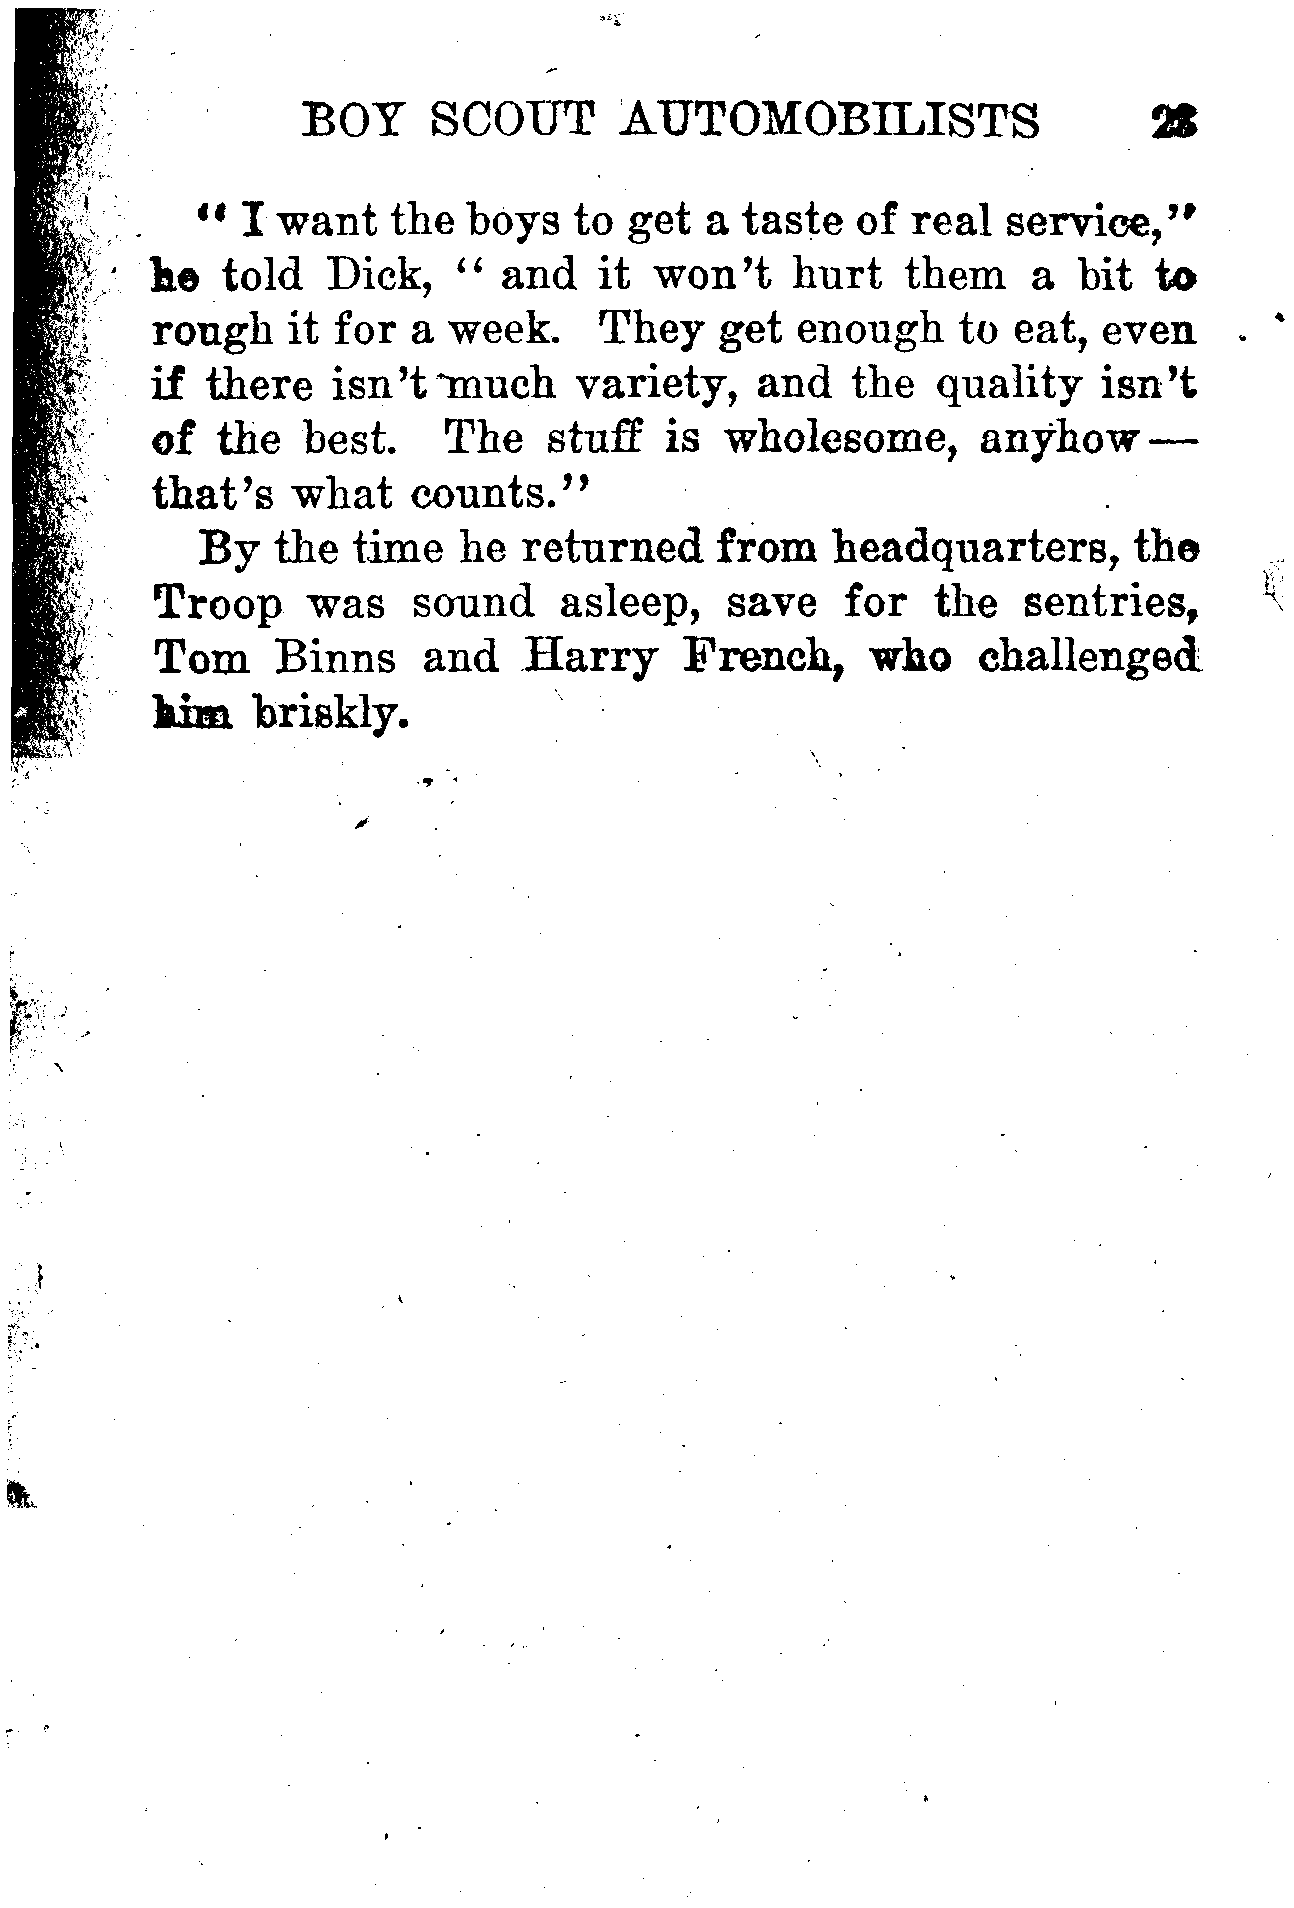 BOY SCOUT AUTOMOBILISTS 23
"I want the boys to get a taste of real service,"
he told Dick, "and it won't hurt them a bit to
rough it for a week. They get enough to eat, even
if there isn't much variety, and the quality isn't
of the best. The stuff is wholesome, anyhow—
that's what counts."
By the time he returned from headquarters, the
Troop was sound asleep, save for the sentries,
Tom Binns and Harry French, who challenged
him briskly.